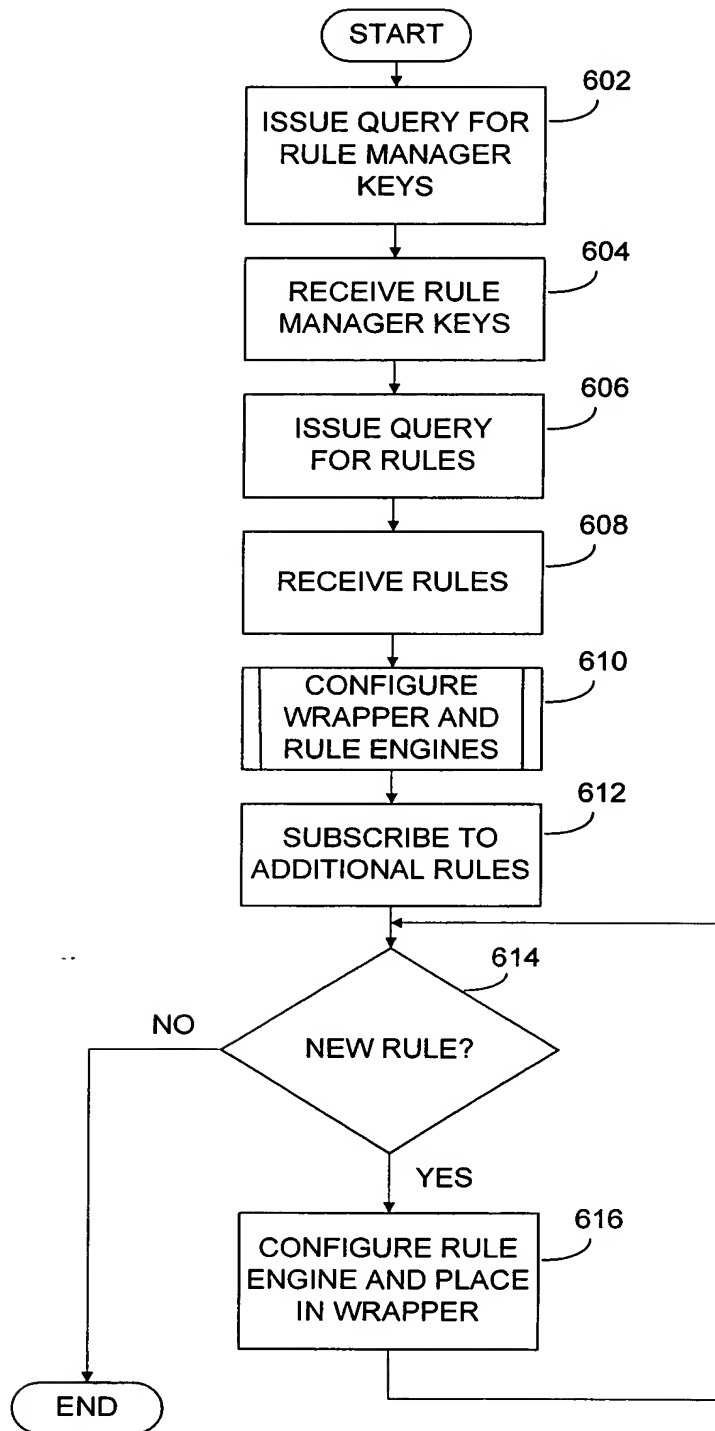 START
602
ISSUE QUERY FOR
RULE MANAGER
KEYS
604
RECEIVE RULE
MANAGER KEYS
606
ISSUE QUERY
FOR RULES
608
RECEIVE RULES
610
CONFIGURE
WRAPPER AND
RULE ENGINES
612
SUBSCRIBE TO
ADDITIONAL RULES
614
NO
NEW RULE?
YES
616
CONFIGURE RULE
ENGINE AND PLACE
IN WRAPPER
END